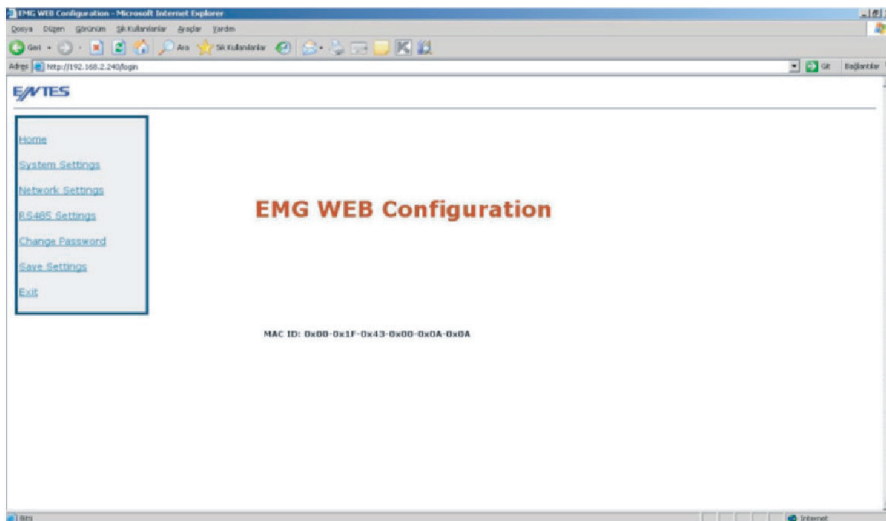 EMG WEB Configuration - Microsoft Internet Explorer
Dosya Düzen Görünüm Sık Kullanılanlar Araçlar Yardım
Geri Ara Sık Kullanılanlar
Adres http://192.168.2.240/login Git Bağlantılar
ENTES
Home
System Settings
Network Settings
RS485 Settings
Change Password
Save Settings
Exit
EMG WEB Configuration
MAC ID: 0x00-0x1F-0x43-0x00-0x0A-0x0A
Bitti Internet